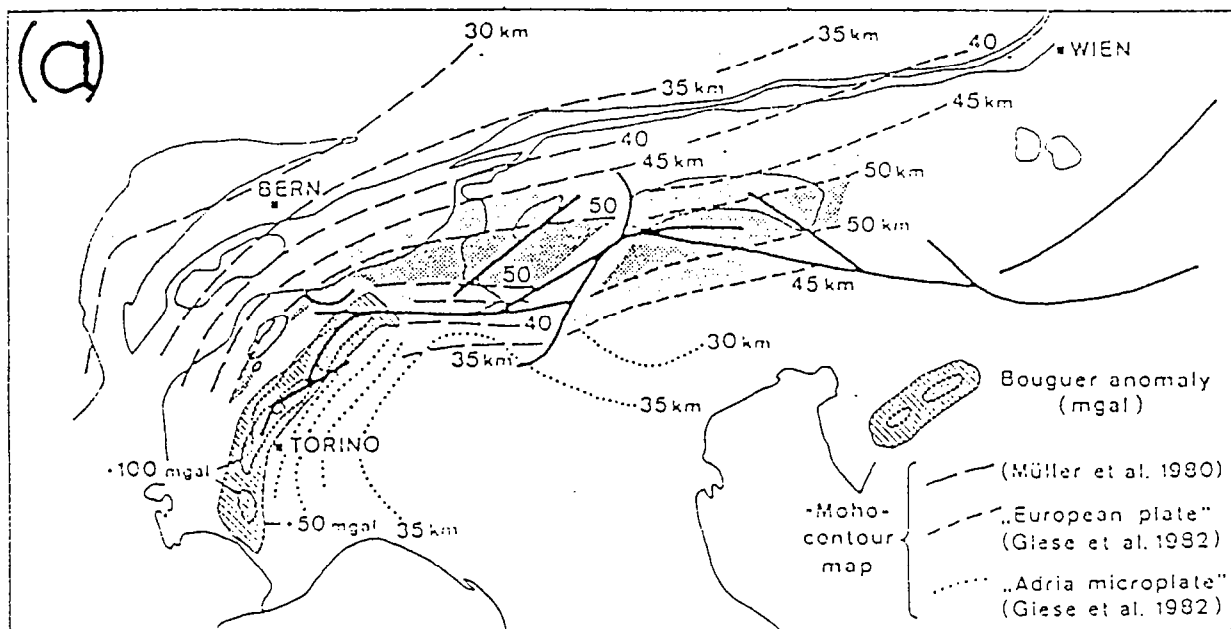 (a)
30 km
35 km
40
WIEN
35 km
45 km
40
45 km
50 km
BERN
50
50 km
50
45 km
40
30 km
35 km
35 km
Bouguer anomaly
(mgal)
TORINO
+100 mgal
+50 mgal
35 km
-Moho-
contour
map
(Müller et al. 1980)
„European plate"
(Giese et al. 1982)
„Adria microplate"
(Giese et al. 1982)